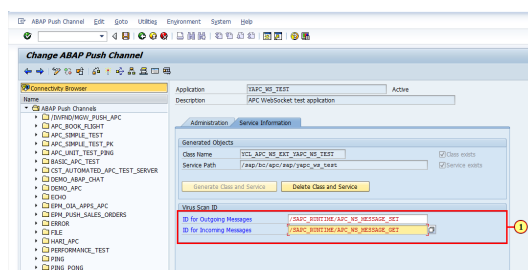 ABAP Push Channel Edit Goto Utilities Environment System Help
Change ABAP Push Channel
Connectivity Browser
Name
ABAP Push Channels
/IWFND/MGW_PUSH_APC
APC_BOOK_FLIGHT
APC_SIMPLE_TEST
APC_SIMPLE_TEST_PK
APC_UNIT_TEST_PING
BASIC_APC_TEST
CST_AUTOMATED_APC_TEST_SERVER
DEMO_ABAP_CHAT
DEMO_APC
ECHO
EPM_OIA_APPS_APC
EPM_PUSH_SALES_ORDERS
ERROR
FILE
HARI_APC
PERFORMANCE_TEST
PING
PING_PONG
Application YAPC_WS_TEST Active
Description APC WebSocket test application
Administration Service Information
Generated Objects
Class Name YCL_APC_WS_EXT_YAPC_WS_TEST Class exists
Service Path /sap/bc/apc/sap/yapc_ws_test Service exists
Generate Class and Service Delete Class and Service
Virus Scan ID
ID for Outgoing Messages /SAPC_RUNTIME/APC_WS_MESSAGE_SET
ID for Incoming Messages /SAPC_RUNTIME/APC_WS_MESSAGE_GET
1